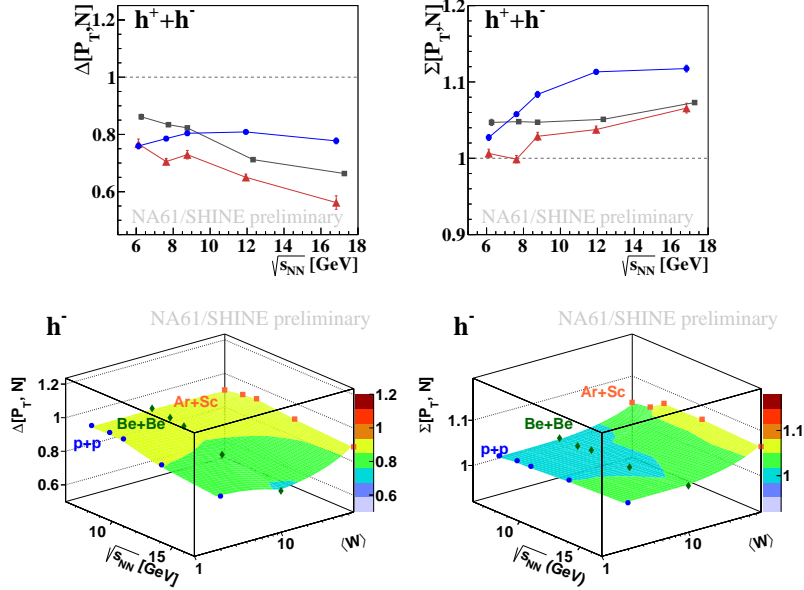 h⁺+h⁻
Δ[P_T,N]
1.2
1
0.8
0.6
NA61/SHINE preliminary
6 8 10 12 14 16 18
√s_NN [GeV]
h⁺+h⁻
Σ[P_T,N]
1.2
1.1
1
0.9
NA61/SHINE preliminary
6 8 10 12 14 16 18
√s_NN [GeV]
h⁻
NA61/SHINE preliminary
Δ[P_T, N]
1.2
1
0.8
0.6
Ar+Sc
Be+Be
p+p
1.2
1
0.8
0.6
10
15
√s_NN [GeV]
1
10
⟨W⟩
h⁻
NA61/SHINE preliminary
Σ[P_T, N]
1.1
1
Ar+Sc
Be+Be
p+p
1.1
1
10
15
√s_NN (GeV)
1
10
⟨W⟩